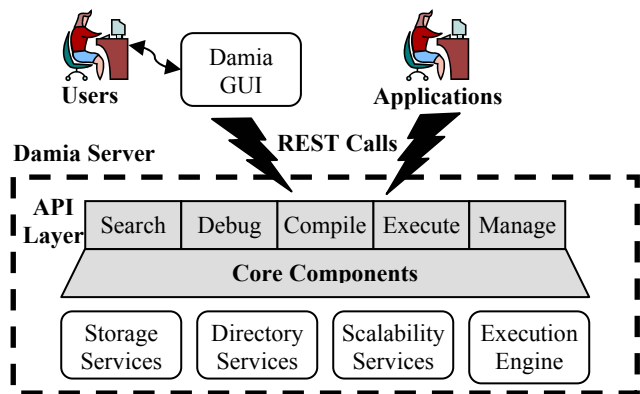 Damia
GUI
Users
Applications
REST Calls
Damia Server
API
Layer
Search Debug Compile Execute Manage
Core Components
Storage
Services
Directory
Services
Scalability
Services
Execution
Engine